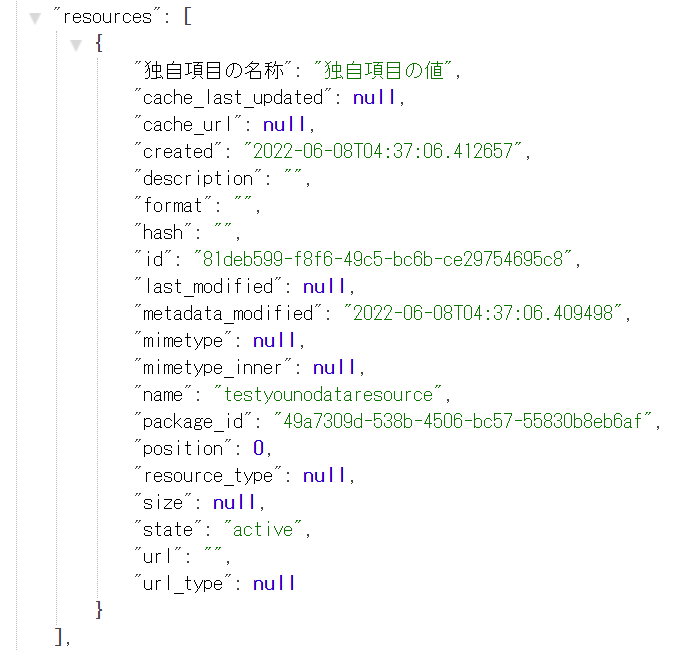 "resources": [
{
"独自項目の名称": "独自項目の値",
"cache_last_updated": null,
"cache_url": null,
"created": "2022-06-08T04:37:06.412657",
"description": "",
"format": "",
"hash": "",
"id": "81deb599-f8f6-49c5-bc6b-ce29754695c8",
"last_modified": null,
"metadata_modified": "2022-06-08T04:37:06.409498",
"mimetype": null,
"mimetype_inner": null,
"name": "testyounodataresource",
"package_id": "49a7309d-538b-4506-bc57-55830b8eb6af",
"position": 0,
"resource_type": null,
"size": null,
"state": "active",
"url": "",
"url_type": null
}
],